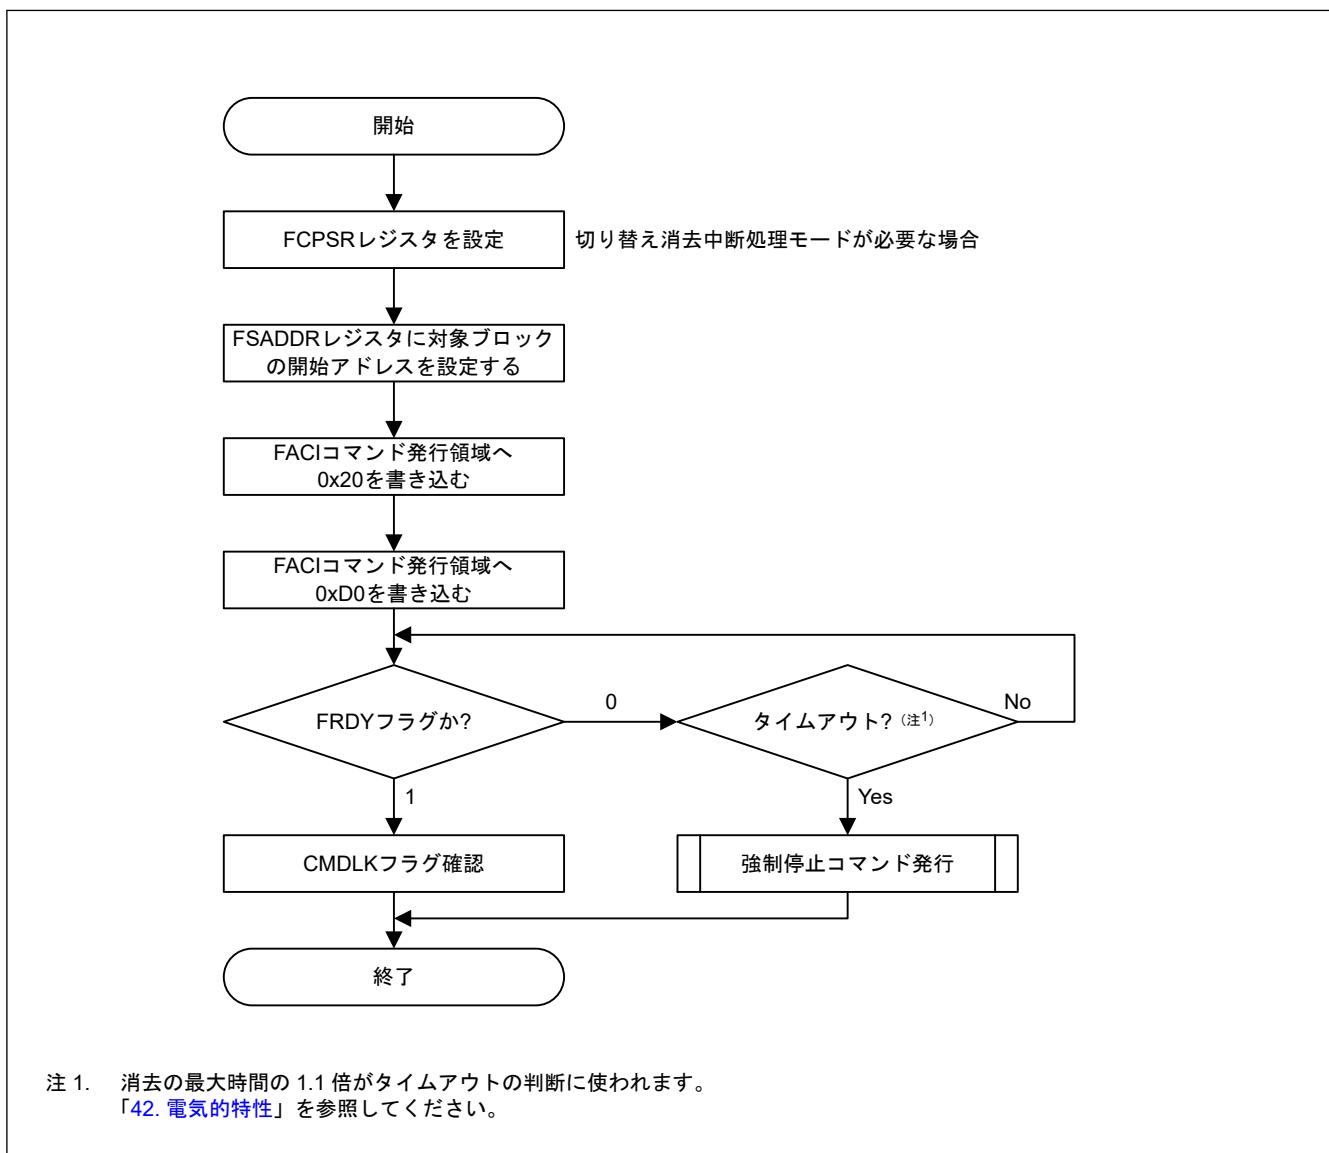 開始
FCPSRレジスタを設定
切り替え消去中断処理モードが必要な場合
FSADDRレジスタに対象ブロック
の開始アドレスを設定する
FACIコマンド発行領域へ
0x20を書き込む
FACIコマンド発行領域へ
0xD0を書き込む
FRDYフラグか?
0
タイムアウト?（注1）
No
1
Yes
CMDLKフラグ確認
強制停止コマンド発行
終了
注 1. 消去の最大時間の 1.1 倍がタイムアウトの判断に使われます。
「42. 電気的特性」を参照してください。